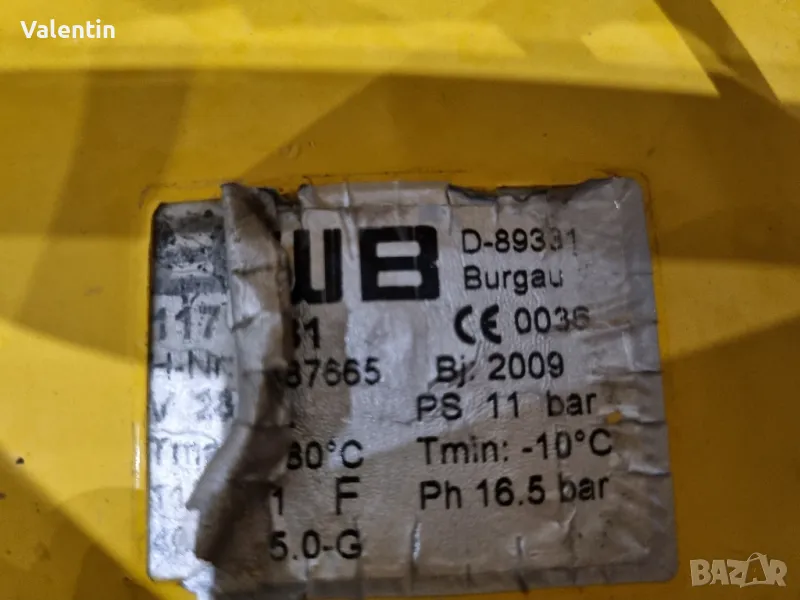 Valentin
WB D-89331
Burgau
117 31 CE 0036
H-Nr 87665 Bj: 2009
PS 11 bar
80°C Tmin: -10°C
1 F Ph 16.5 bar
5.0-G
BAZAR